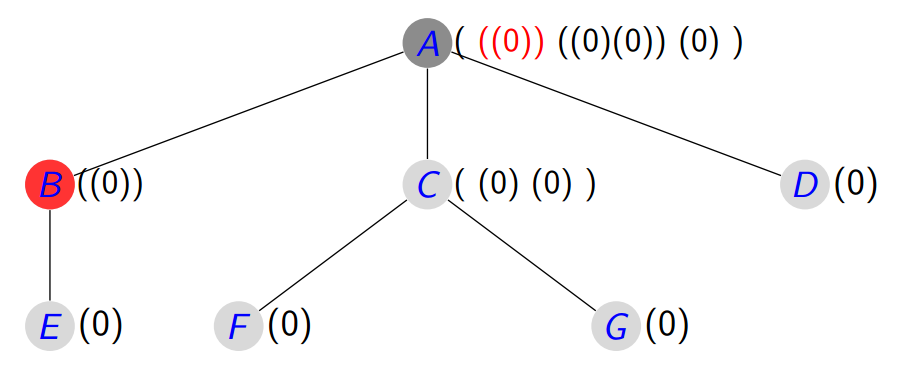 A ( ((0)) ((0)(0)) (0) )
B ((0)) C ( (0) (0) ) D (0)
E (0) F (0) G (0)